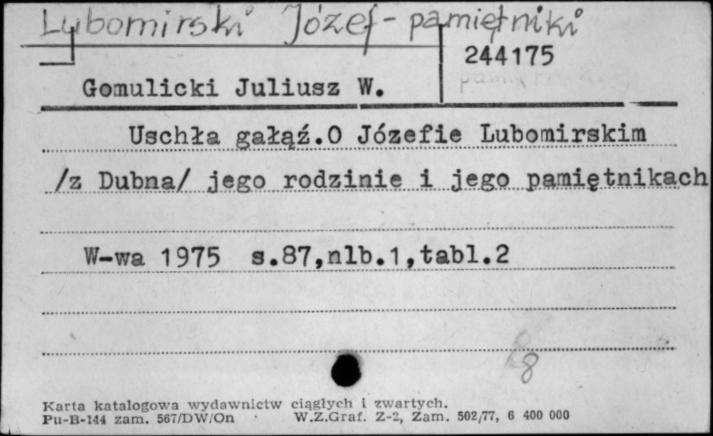 Lubomirski Józef - pamiętniki
244175
Gomulicki Juliusz W.
Uschła gałąź.O Józefie Lubomirskim
/z Dubna/ jego rodzinie i jego pamiętnikach
W-wa 1975 s.87,nlb.1,tabl.2
8
Karta katalogowa wydawnictw ciągłych i zwartych.
Pu-B-144 zam. 567/DW/On W.Z.Graf. Z-2, Zam. 502/77, 6 400 000